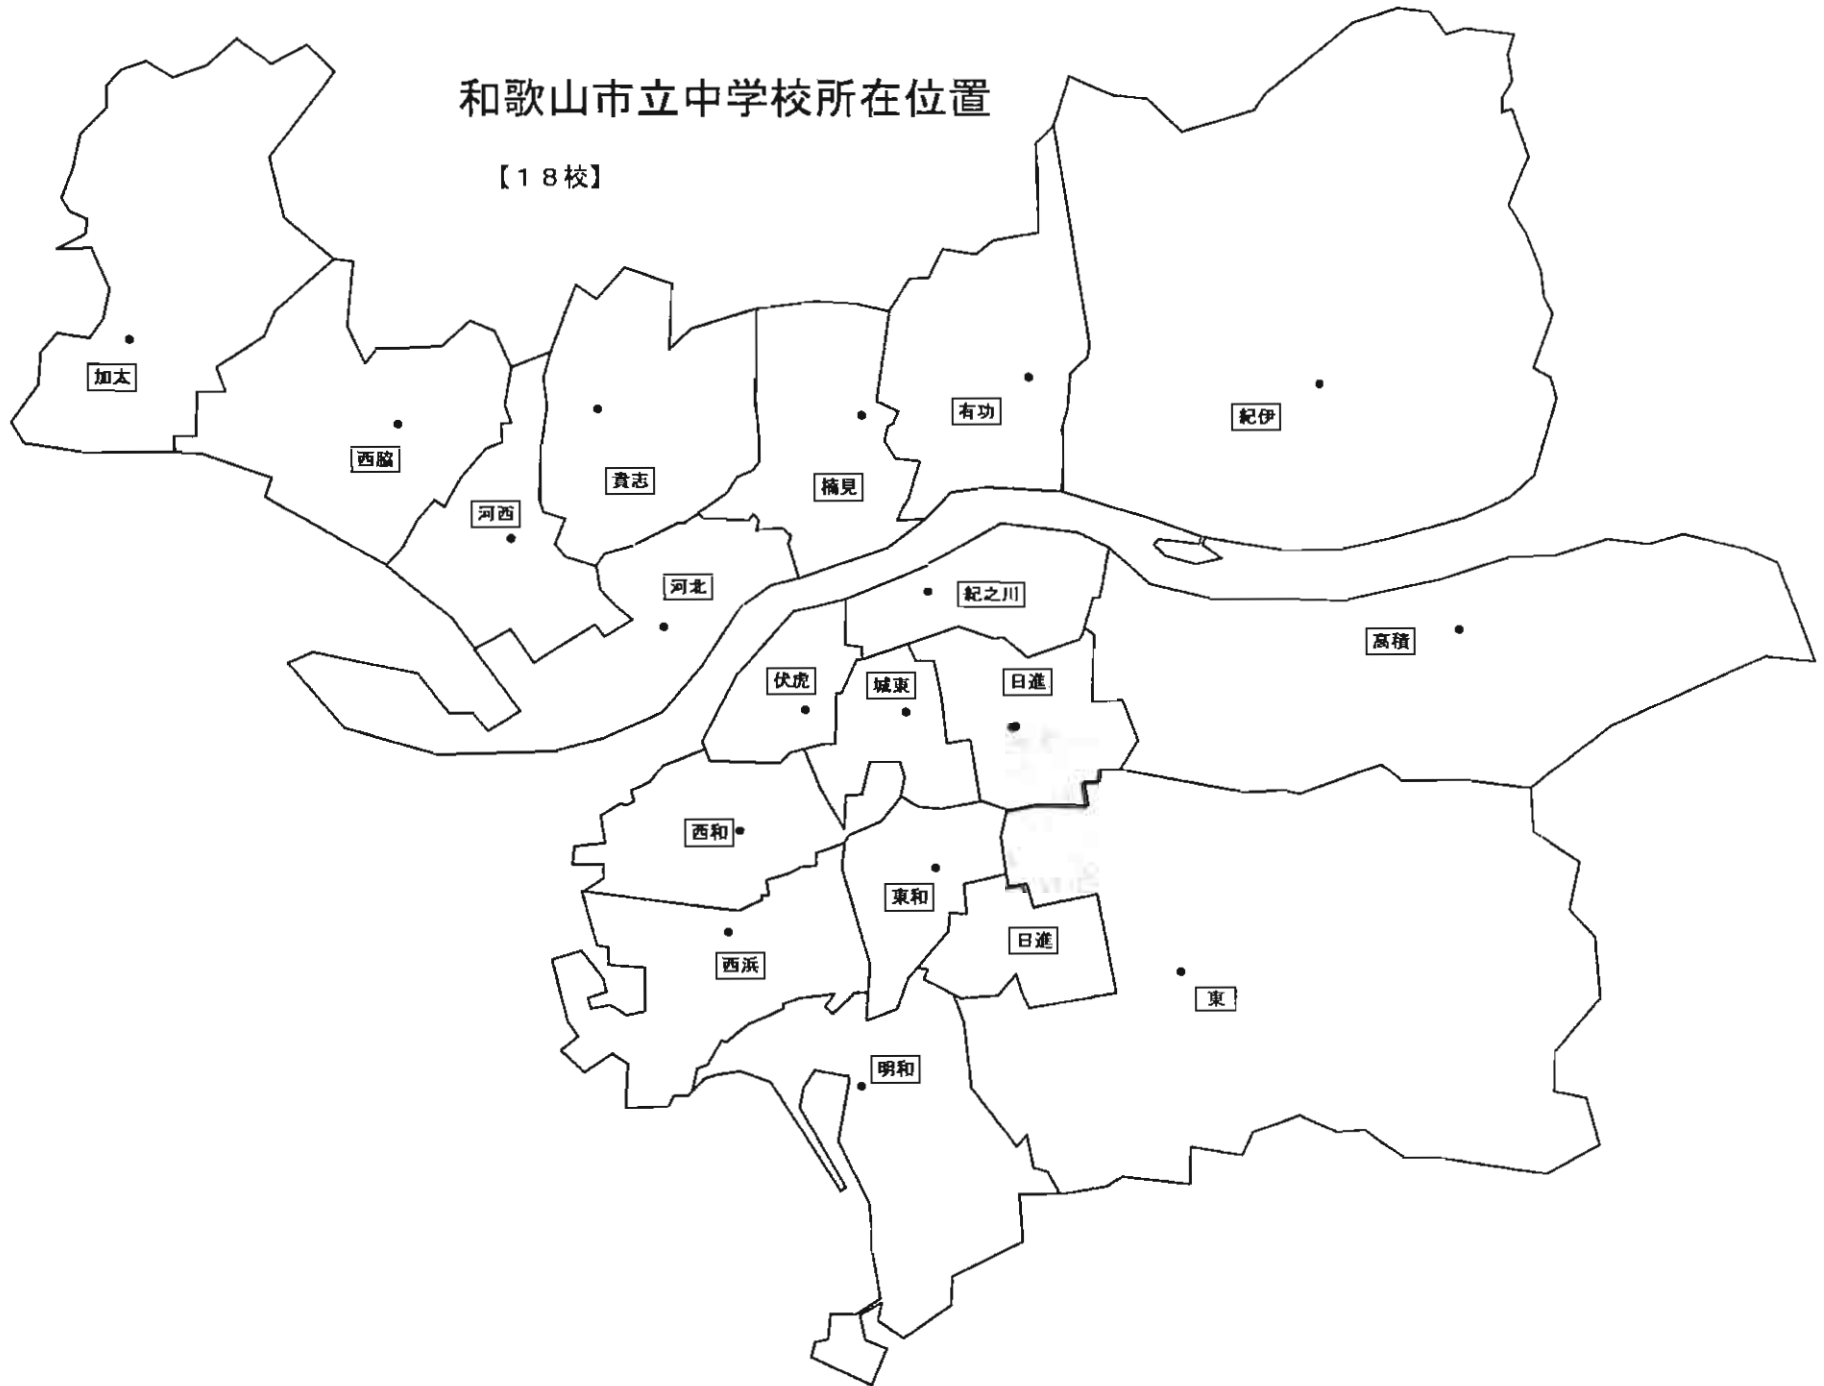 和歌山市立中学校所在位置
【１８校】
加太
西脇
河西
貴志
楠見
有功
紀伊
河北
紀之川
高積
伏虎
城東
日進
西和
東和
日進
西浜
東
明和